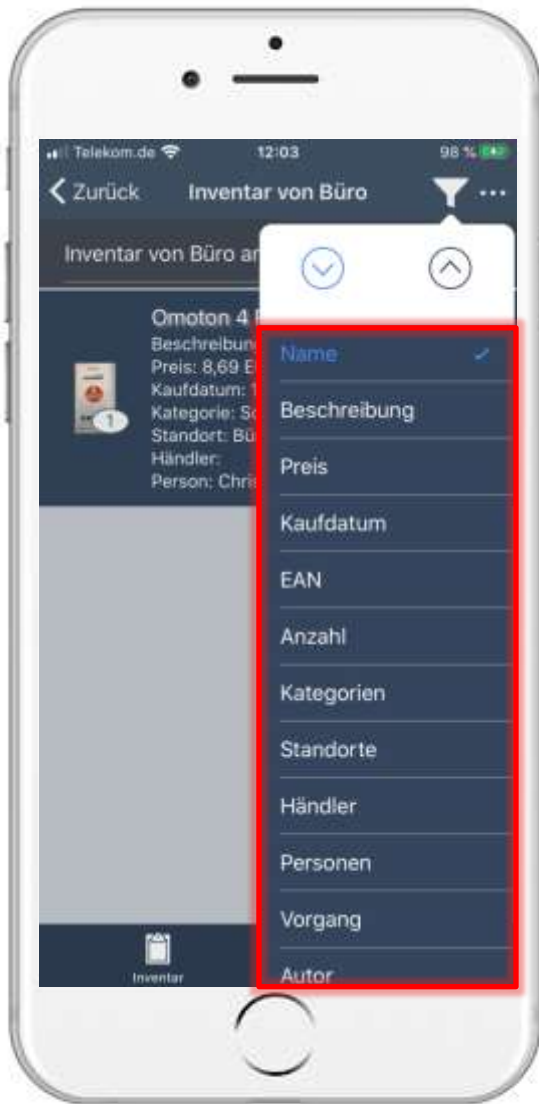 Telekom.de 12:03 98 %
Zurück Inventar von Büro ...
Inventar von Büro
Omoton 4
Beschreibun
Preis: 8,69 E
Kaufdatum: 1
Kategorie: Sc
Standort: Bü
Händler:
Person: Chris
1
Name
Beschreibung
Preis
Kaufdatum
EAN
Anzahl
Kategorien
Standorte
Händler
Personen
Vorgang
Autor
Inventar